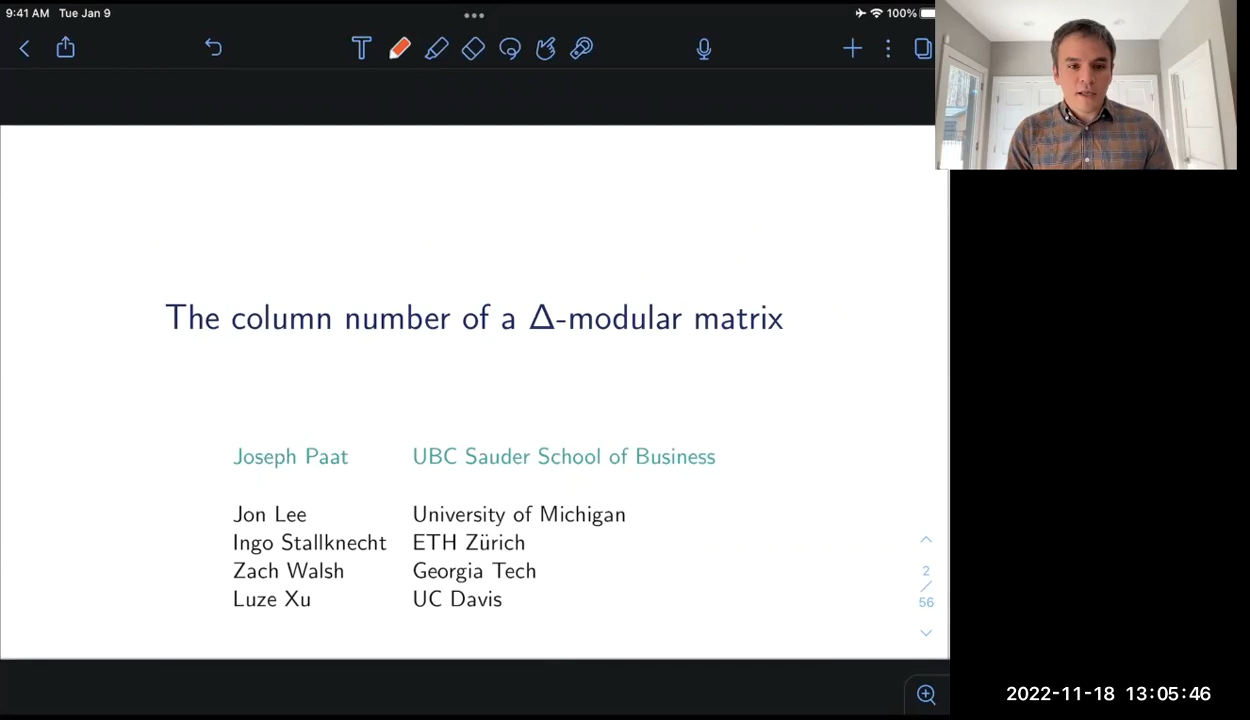 9:41 AM Tue Jan 9
100%
The column number of a Δ-modular matrix
Joseph Paat UBC Sauder School of Business
Jon Lee University of Michigan
Ingo Stallknecht ETH Zürich
Zach Walsh Georgia Tech
Luze Xu UC Davis
2
/
56
2022-11-18 13:05:46